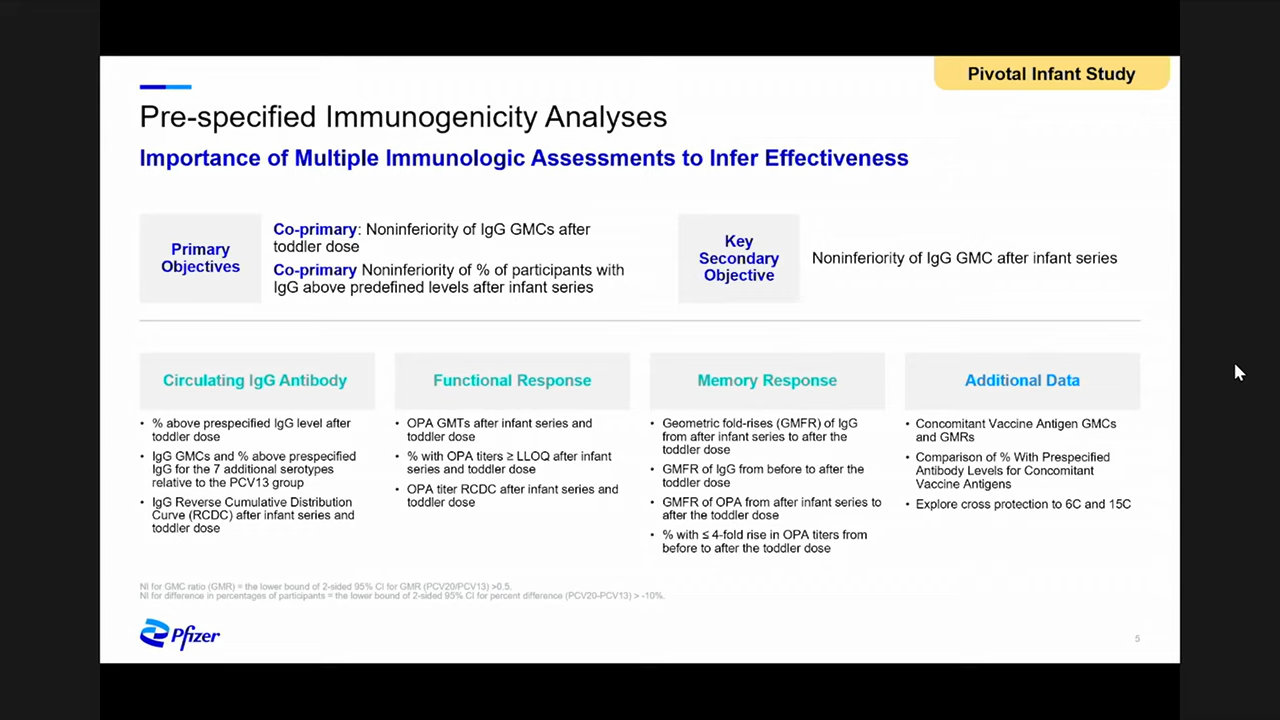 Pivotal Infant Study
Pre-specified Immunogenicity Analyses
Importance of Multiple Immunologic Assessments to Infer Effectiveness
Primary
Objectives
Co-primary: Noninferiority of IgG GMCs after
toddler dose
Co-primary Noninferiority of % of participants with
IgG above predefined levels after infant series
Key
Secondary
Objective
Noninferiority of IgG GMC after infant series
Circulating IgG Antibody
• % above prespecified IgG level after
toddler dose
• IgG GMCs and % above prespecified
IgG for the 7 additional serotypes
relative to the PCV13 group
• IgG Reverse Cumulative Distribution
Curve (RCDC) after infant series and
toddler dose
Functional Response
• OPA GMTs after infant series and
toddler dose
• % with OPA titers ≥ LLOQ after infant
series and toddler dose
• OPA titer RCDC after infant series and
toddler dose
Memory Response
• Geometric fold-rises (GMFR) of IgG
from after infant series to after the
toddler dose
• GMFR of IgG from before to after the
toddler dose
• GMFR of OPA from after infant series to
after the toddler dose
• % with ≤ 4-fold rise in OPA titers from
before to after the toddler dose
Additional Data
• Concomitant Vaccine Antigen GMCs
and GMRs
• Comparison of % With Prespecified
Antibody Levels for Concomitant
Vaccine Antigens
• Explore cross protection to 6C and 15C
NI for GMC ratio (GMR) = the lower bound of 2-sided 95% CI for GMR (PCV20/PCV13) >0.5.
NI for difference in percentages of participants = the lower bound of 2-sided 95% CI for percent difference (PCV20-PCV13) > -10%.
Pfizer
5